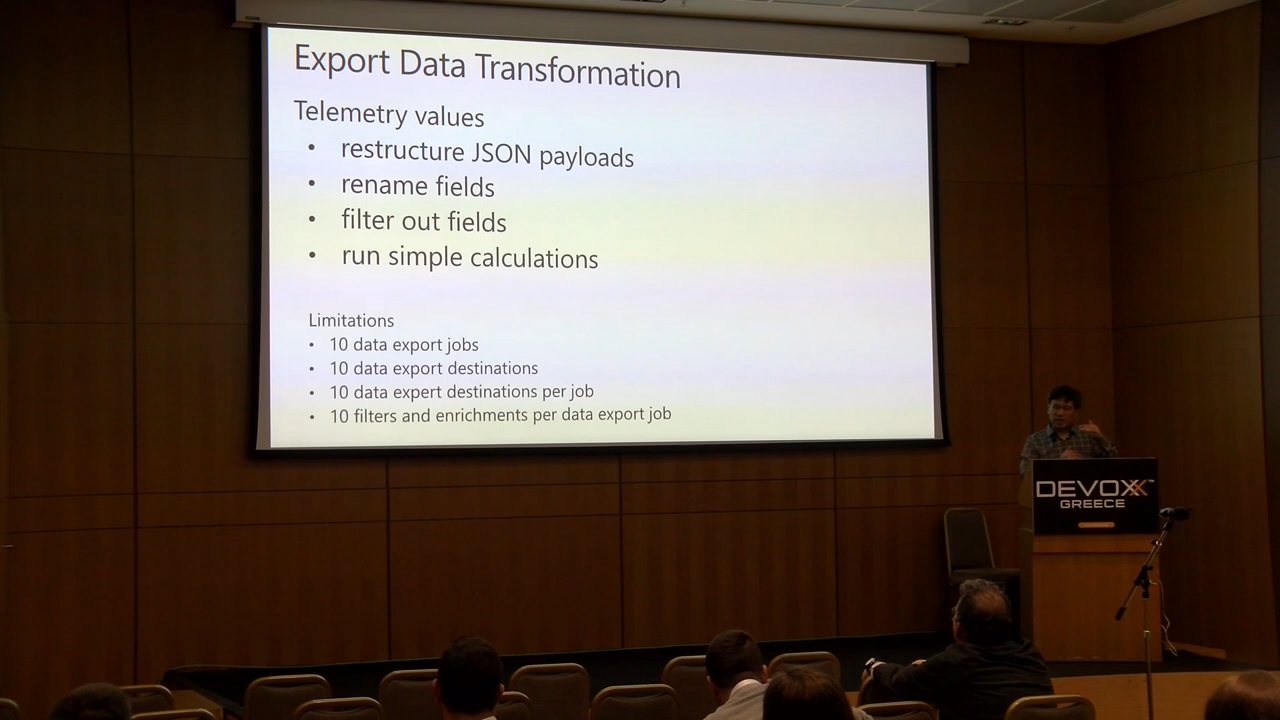 Export Data Transformation
Telemetry values
• restructure JSON payloads
• rename fields
• filter out fields
• run simple calculations
Limitations
• 10 data export jobs
• 10 data export destinations
• 10 data expert destinations per job
• 10 filters and enrichments per data export job
DEVOXX™
GREECE